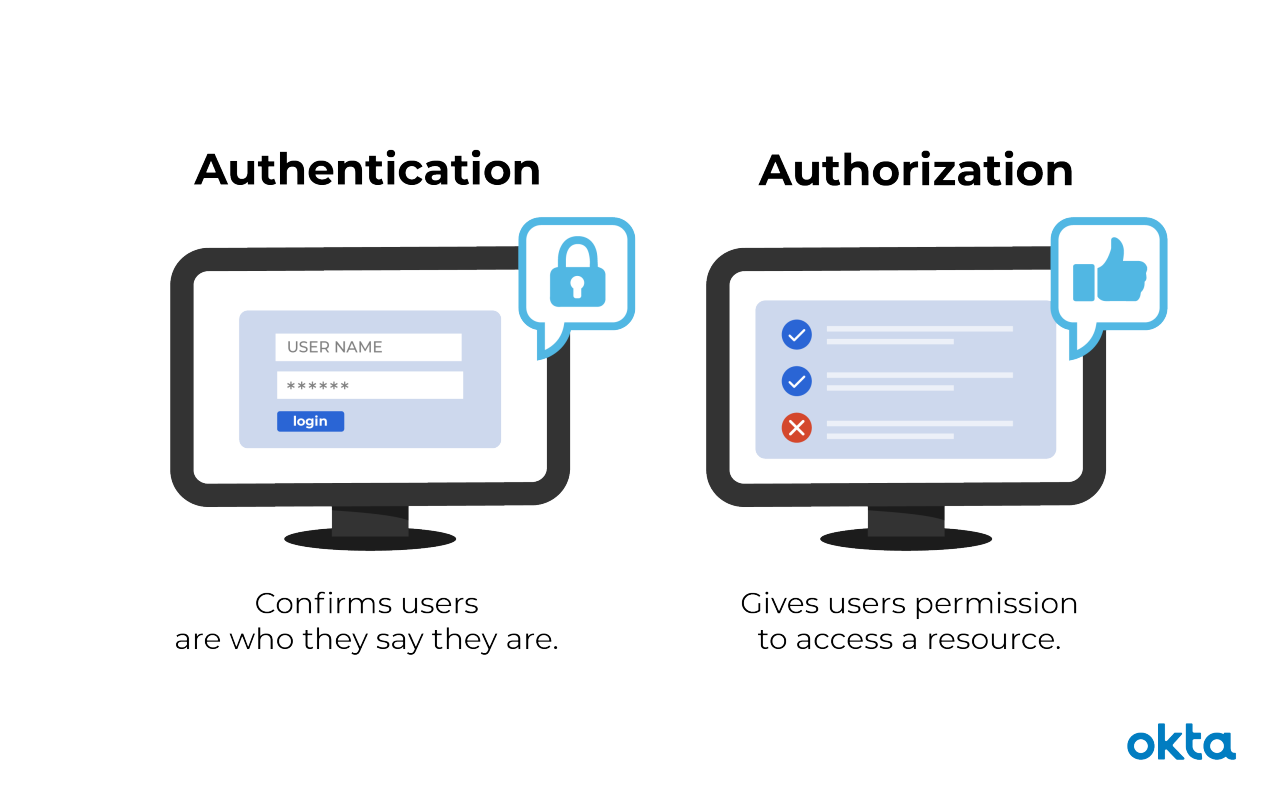 Authentication
USER NAME
******
login
Confirms users
are who they say they are.
Authorization
Gives users permission
to access a resource.
okta